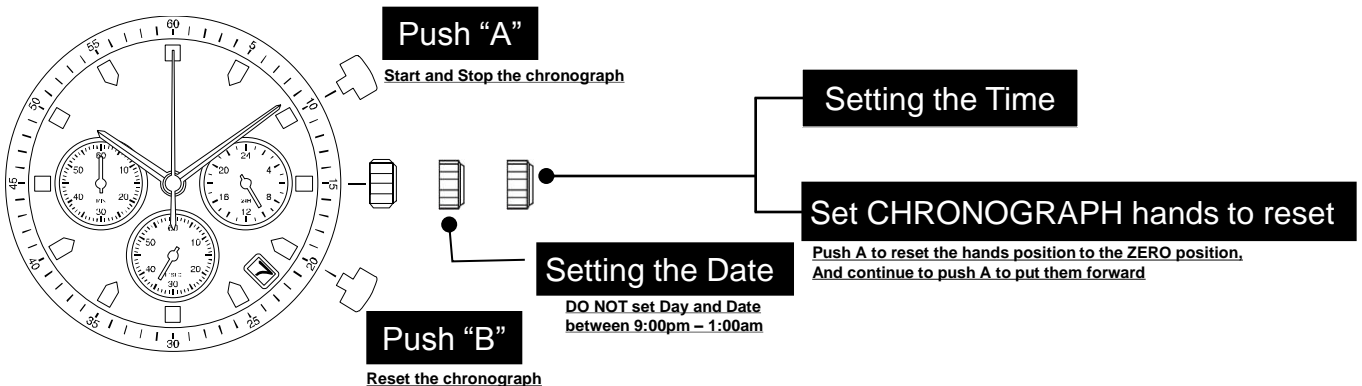 Push “A”
Start and Stop the chronograph
Setting the Time
Set CHRONOGRAPH hands to reset
Push A to reset the hands position to the ZERO position,
And continue to push A to put them forward
Setting the Date
DO NOT set Day and Date
between 9:00pm – 1:00am
Push “B”
Reset the chronograph
60
5
10
15
20
25
30
35
40
45
50
55
60
10
20
30
40
50
24
4
8
12
16
20
24H
60
10
20
30
40
50
7